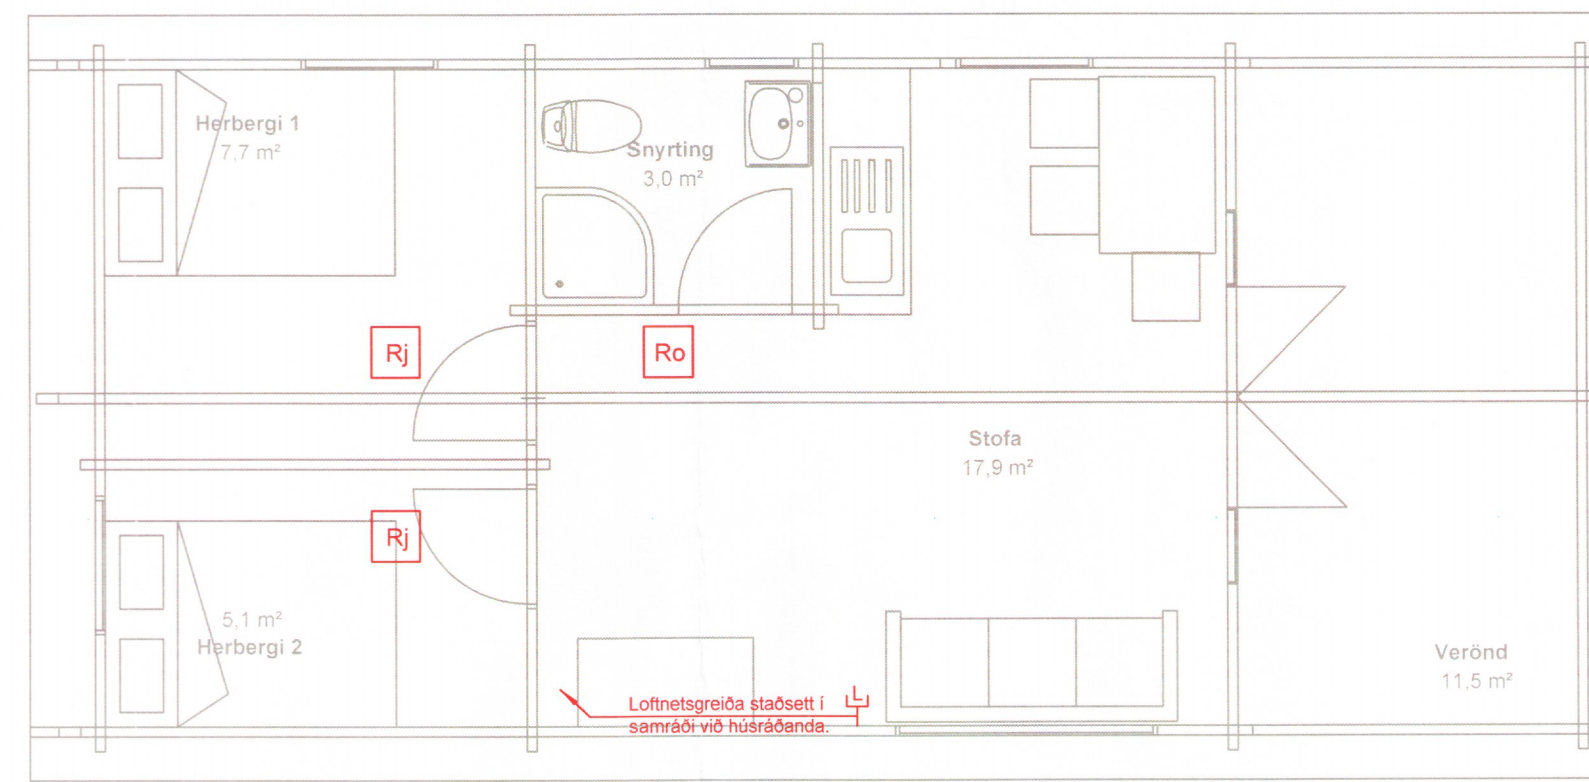 Herbergi 1
7,7 m²
Snyrting
3,0 m²
Rj
Ro
Stofa
17,9 m²
Rj
5,1 m²
Herbergi 2
Verönd
11,5 m²
Loftnetsgreiða staðsett í
samráði við húsráðanda.
L